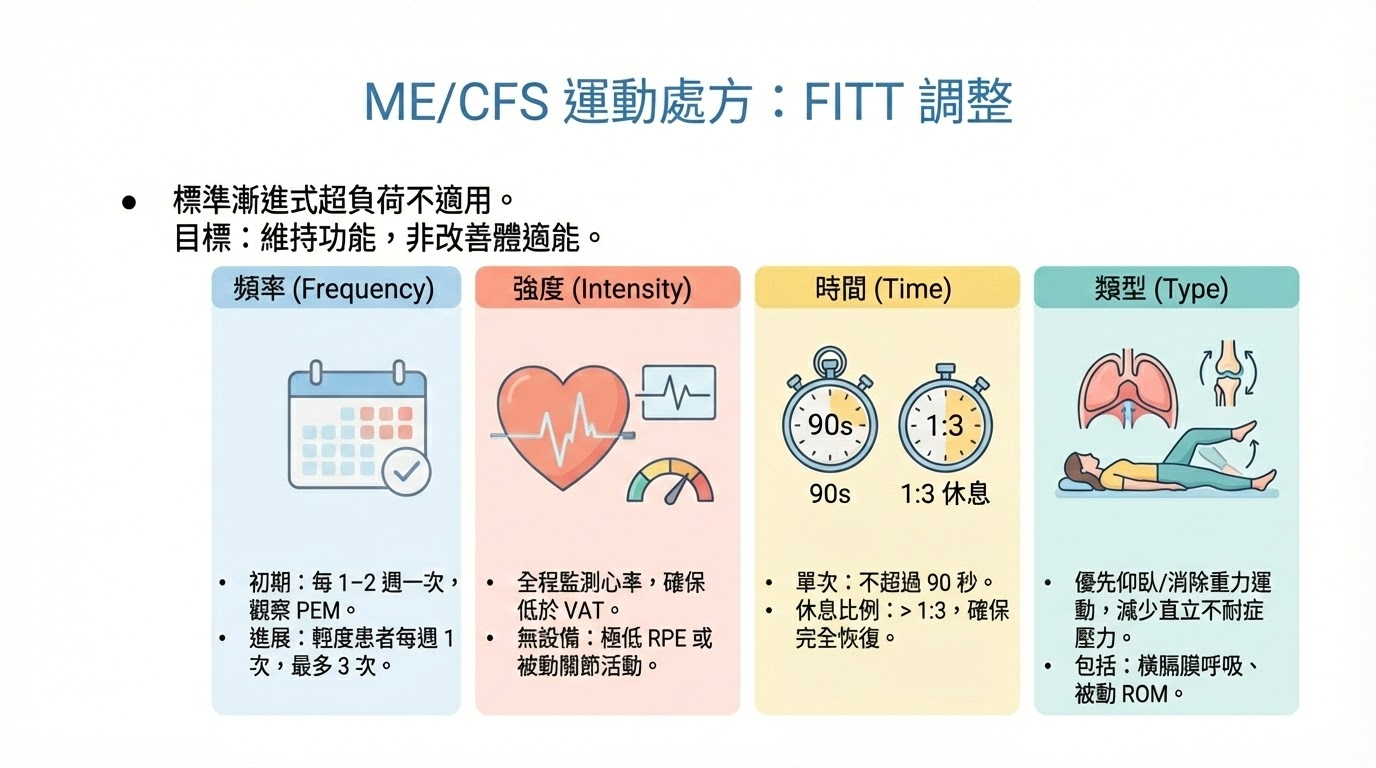 ME/CFS 運動處方：FITT 調整
● 標準漸進式超負荷不適用。
目標：維持功能，非改善體適能。
頻率 (Frequency)
• 初期：每 1–2 週一次，
觀察 PEM。
• 進展：輕度患者每週 1
次，最多 3 次。
強度 (Intensity)
• 全程監測心率，確保
低於 VAT。
• 無設備：極低 RPE 或
被動關節活動。
時間 (Time)
90s
1:3
90s
1:3 休息
• 單次：不超過 90 秒。
• 休息比例：> 1:3，確保
完全恢復。
類型 (Type)
• 優先仰臥/消除重力運
動，減少直立不耐症
壓力。
• 包括：橫膈膜呼吸、
被動 ROM。